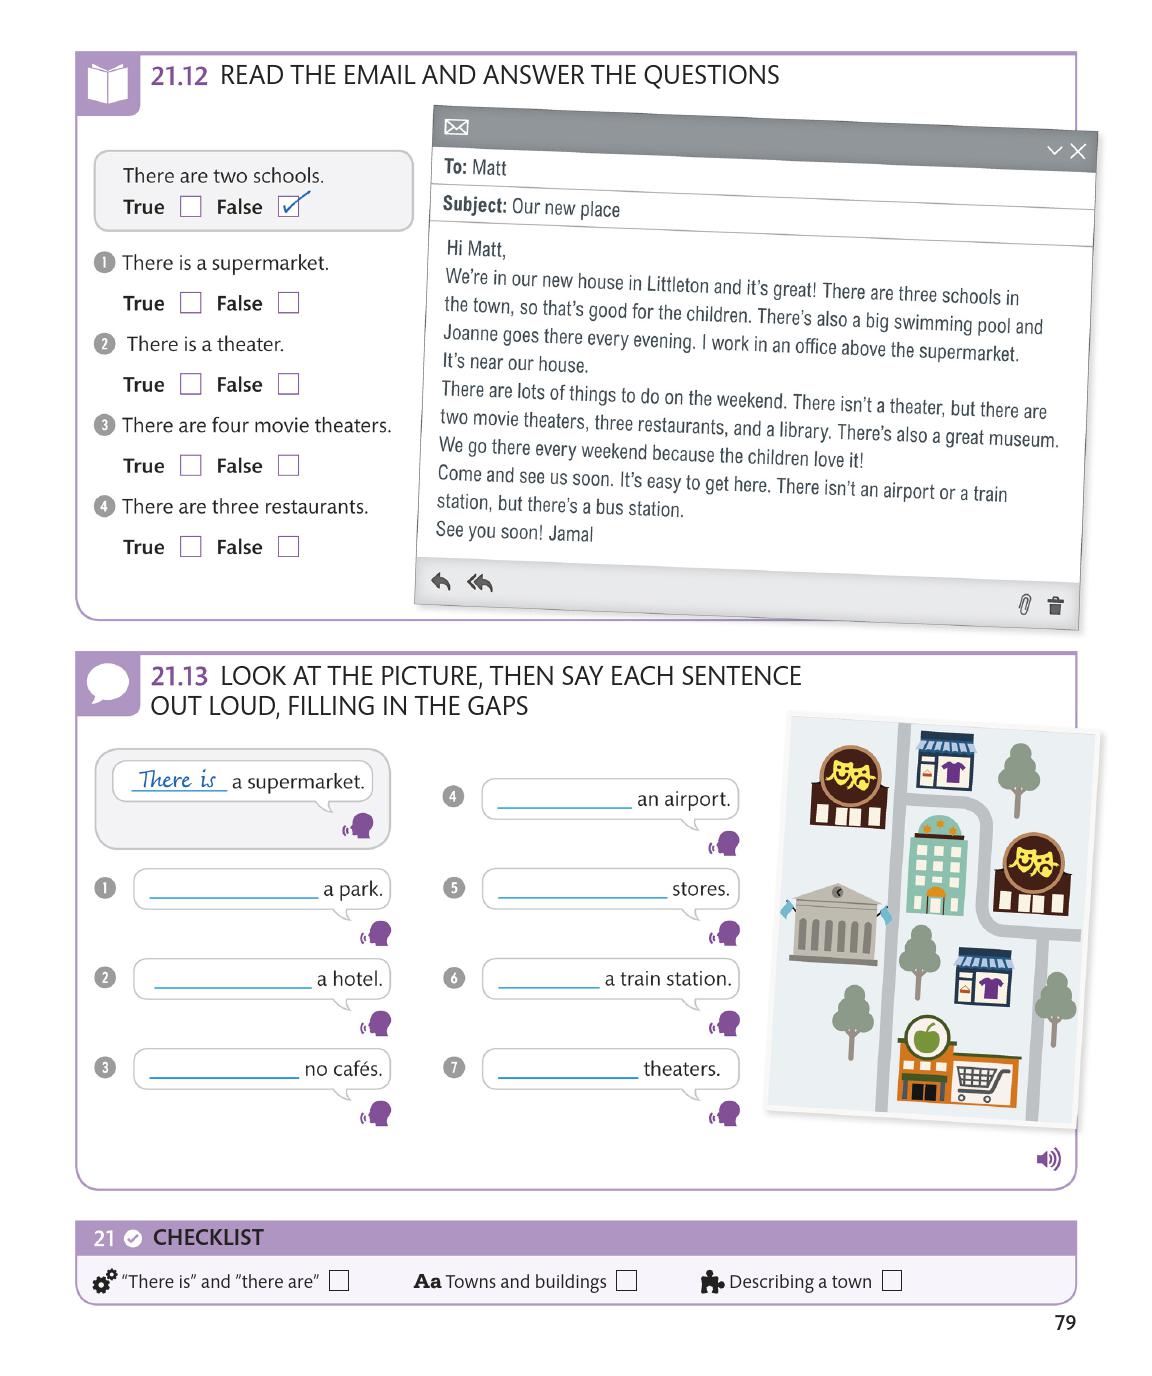 21.12 READ THE EMAIL AND ANSWER THE QUESTIONS
There are two schools.
True False
1 There is a supermarket.
True False
2 There is a theater.
True False
3 There are four movie theaters.
True False
4 There are three restaurants.
True False
To: Matt
Subject: Our new place
Hi Matt,
We're in our new house in Littleton and it's great! There are three schools in
the town, so that's good for the children. There's also a big swimming pool and
Joanne goes there every evening. I work in an office above the supermarket.
It's near our house.
There are lots of things to do on the weekend. There isn't a theater, but there are
two movie theaters, three restaurants, and a library. There's also a great museum.
We go there every weekend because the children love it!
Come and see us soon. It's easy to get here. There isn't an airport or a train
station, but there's a bus station.
See you soon! Jamal
21.13 LOOK AT THE PICTURE, THEN SAY EACH SENTENCE
OUT LOUD, FILLING IN THE GAPS
There is a supermarket.
1 ____ a park.
2 ____ a hotel.
3 ____ no cafés.
4 ____ an airport.
5 ____ stores.
6 ____ a train station.
7 ____ theaters.
21 CHECKLIST
"There is" and "there are"
Aa Towns and buildings
Describing a town
79